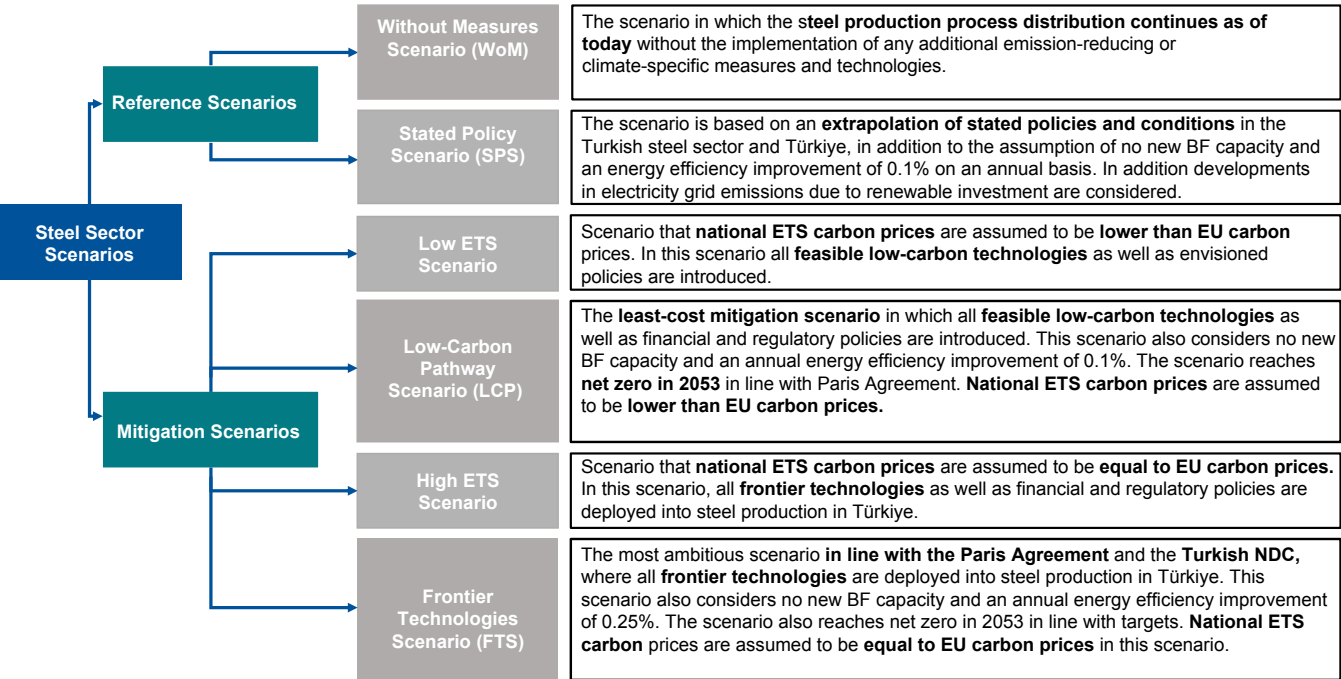 Steel Sector
Scenarios
Reference Scenarios
Without Measures
Scenario (WoM)
The scenario in which the steel production process distribution continues as of
today without the implementation of any additional emission-reducing or
climate-specific measures and technologies.
Stated Policy
Scenario (SPS)
The scenario is based on an extrapolation of stated policies and conditions in the
Turkish steel sector and Türkiye, in addition to the assumption of no new BF capacity and
an energy efficiency improvement of 0.1% on an annual basis. In addition developments
in electricity grid emissions due to renewable investment are considered.
Mitigation Scenarios
Low ETS
Scenario
Scenario that national ETS carbon prices are assumed to be lower than EU carbon
prices. In this scenario all feasible low-carbon technologies as well as envisioned
policies are introduced.
Low-Carbon
Pathway
Scenario (LCP)
The least-cost mitigation scenario in which all feasible low-carbon technologies as
well as financial and regulatory policies are introduced. This scenario also considers no new
BF capacity and an annual energy efficiency improvement of 0.1%. The scenario reaches
net zero in 2053 in line with Paris Agreement. National ETS carbon prices are assumed
to be lower than EU carbon prices.
High ETS
Scenario
Scenario that national ETS carbon prices are assumed to be equal to EU carbon prices.
In this scenario, all frontier technologies as well as financial and regulatory policies are
deployed into steel production in Türkiye.
Frontier
Technologies
Scenario (FTS)
The most ambitious scenario in line with the Paris Agreement and the Turkish NDC,
where all frontier technologies are deployed into steel production in Türkiye. This
scenario also considers no new BF capacity and an annual energy efficiency improvement
of 0.25%. The scenario also reaches net zero in 2053 in line with targets. National ETS
carbon prices are assumed to be equal to EU carbon prices in this scenario.